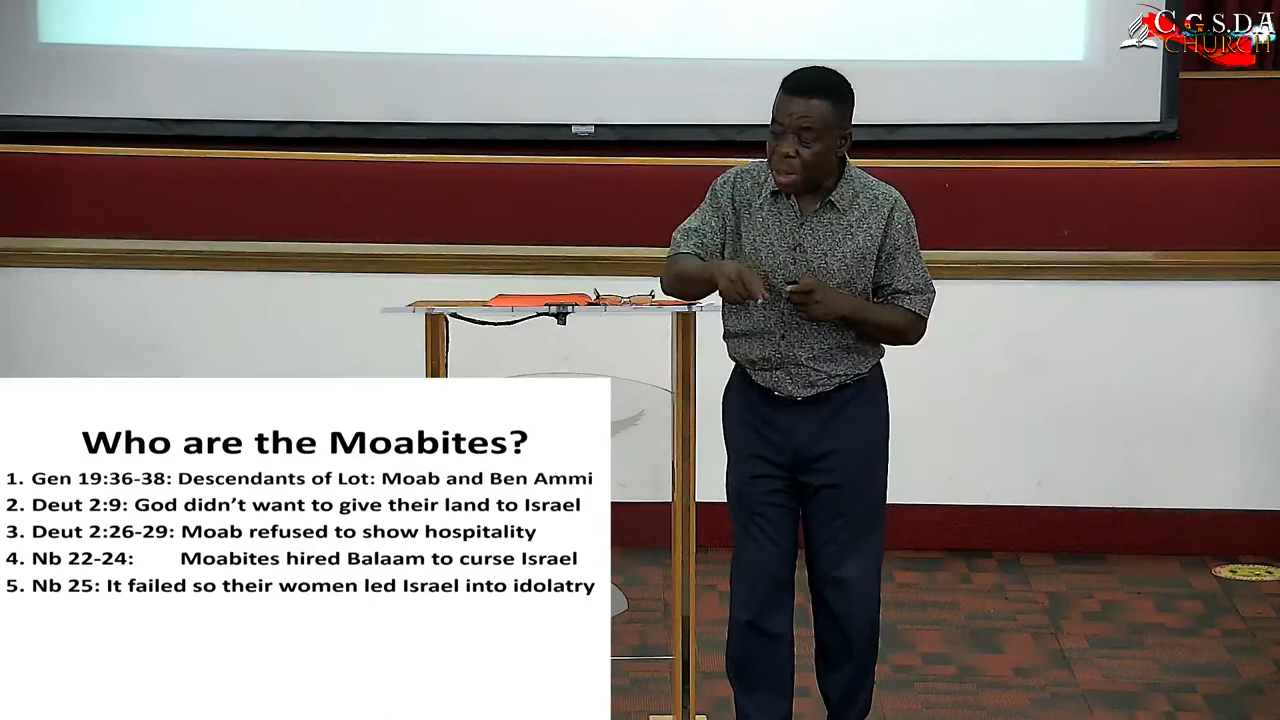 C.G.S.D.A
CHURCH
Who are the Moabites?
1. Gen 19:36-38: Descendants of Lot: Moab and Ben Ammi
2. Deut 2:9: God didn’t want to give their land to Israel
3. Deut 2:26-29: Moab refused to show hospitality
4. Nb 22-24: Moabites hired Balaam to curse Israel
5. Nb 25: It failed so their women led Israel into idolatry